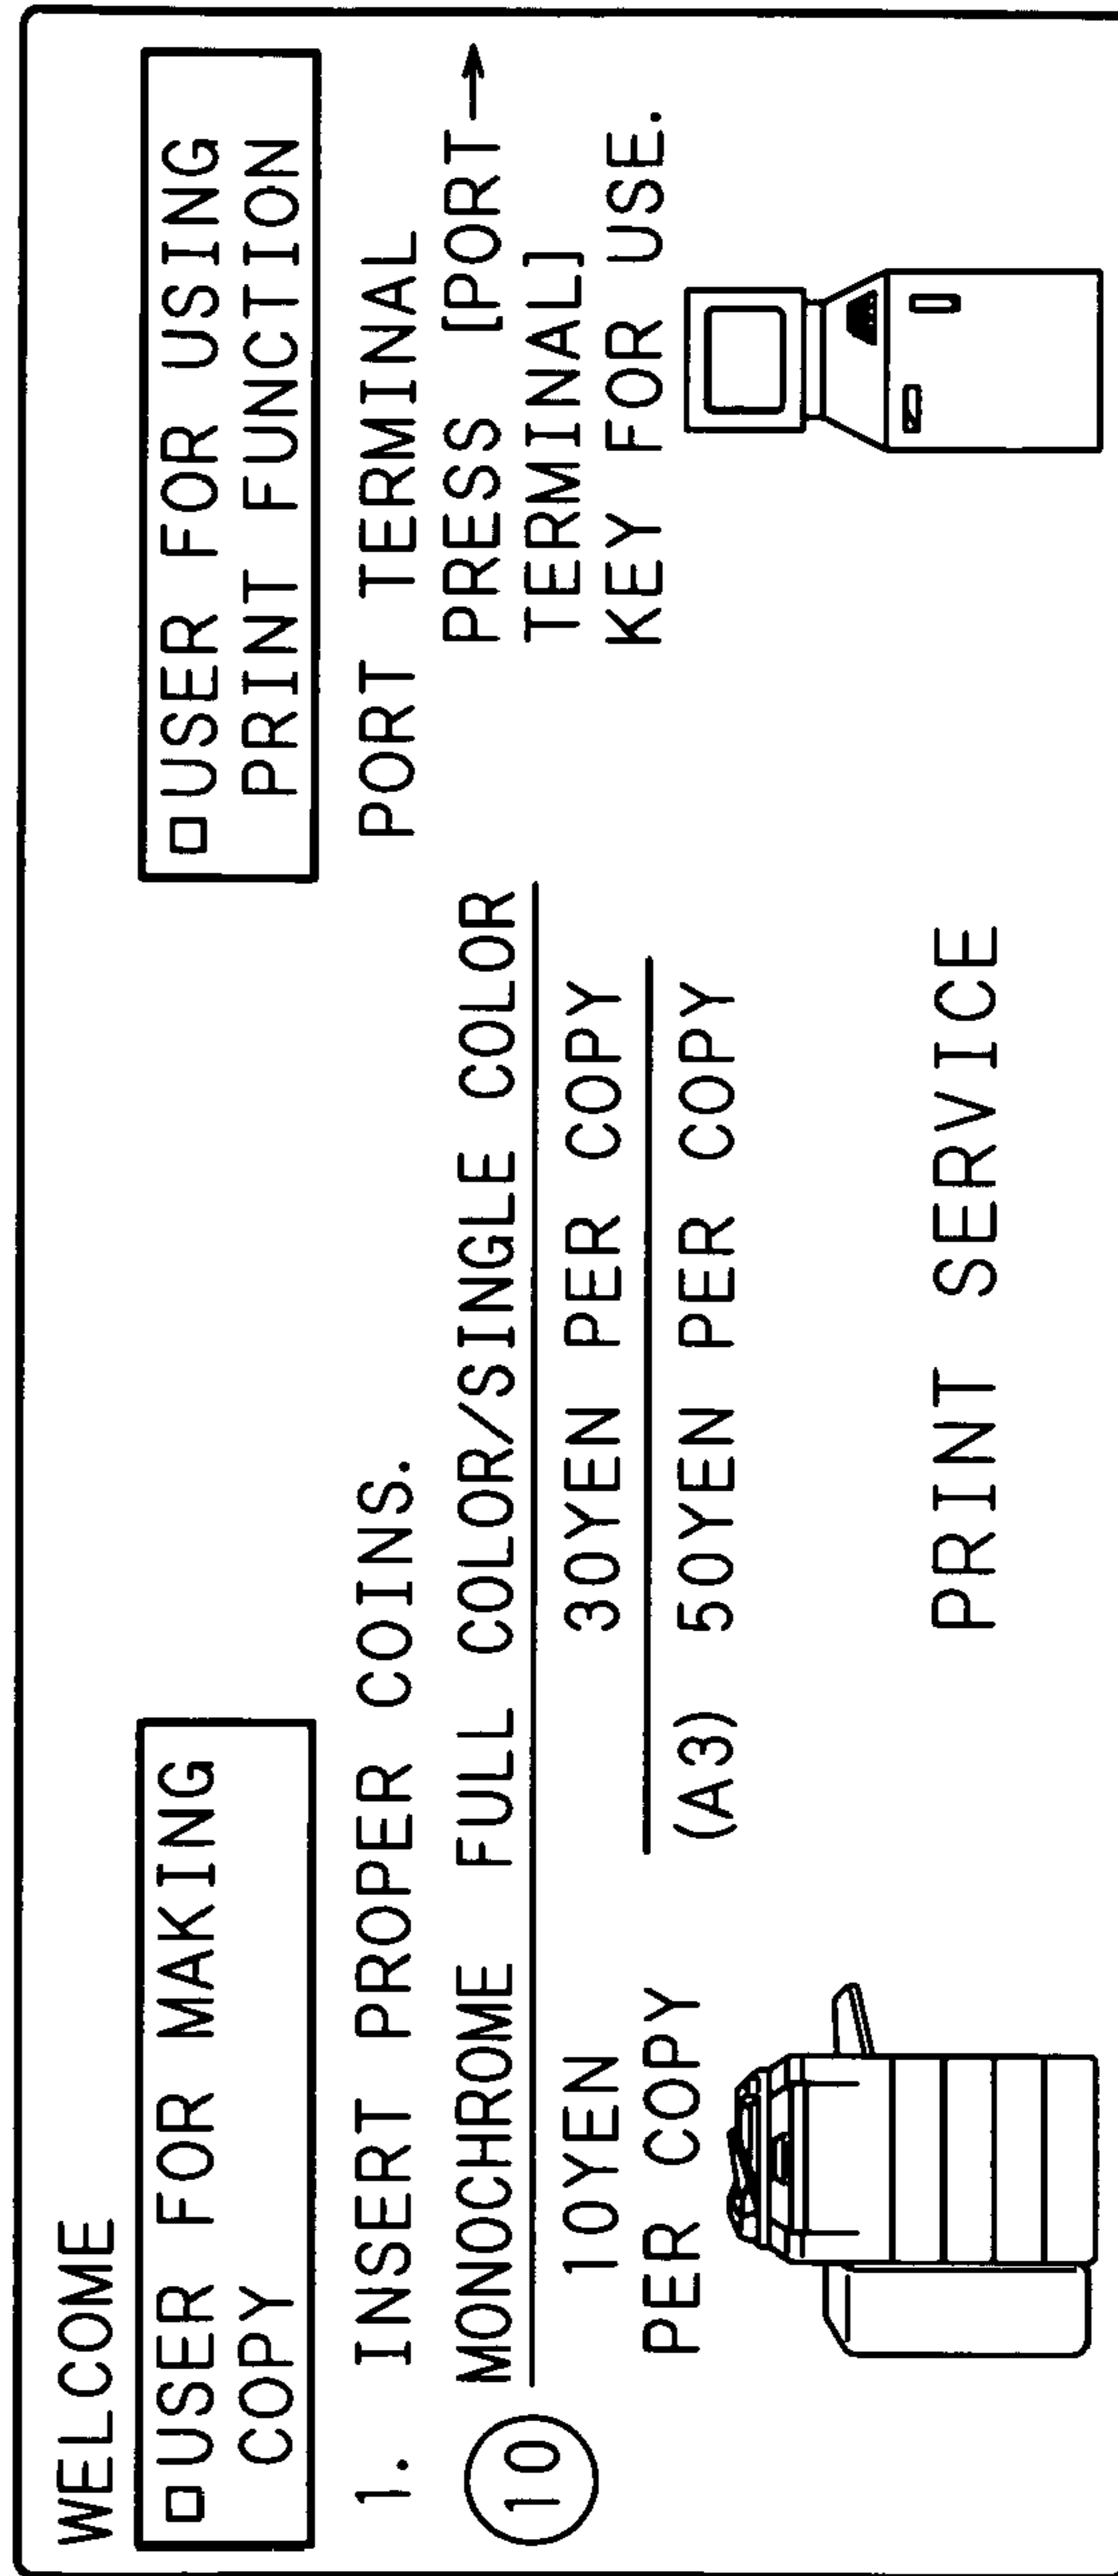 WELCOME
USER FOR MAKING
COPY
1. INSERT PROPER COINS.
10
MONOCHROME FULL COLOR/SINGLE COLOR
10YEN
PER COPY
30YEN PER COPY
(A3) 50YEN PER COPY
PRINT SERVICE
USER FOR USING
PRINT FUNCTION
PORT TERMINAL
PRESS [PORT
TERMINAL]
KEY FOR USE.